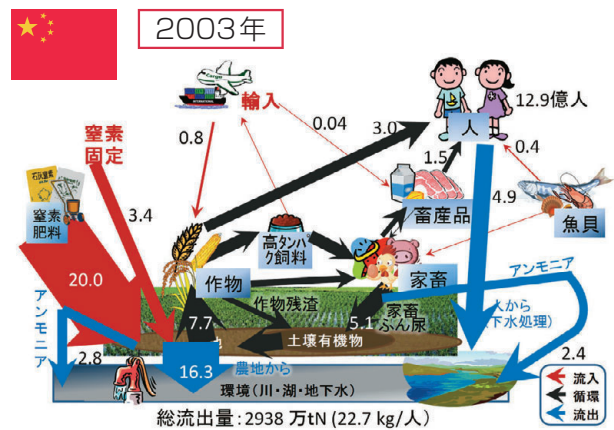 2003年
輸入
12.9億人
窒素
固定
0.8
0.04
3.0
人
1.5
0.4
石灰窒素
窒素
肥料
3.4
高タンパ
ク飼料
畜産品
4.9
魚貝
20.0
作物
家畜
アンモニア
アンモニア
作物残渣
家畜
ふん尿
人から
下水処理)
7.7
5.1
土壌有機物
2.8
16.3
農地から
2.4
環境(川・湖・地下水)
流入
循環
流出
総流出量:2938 万tN (22.7 kg/人)